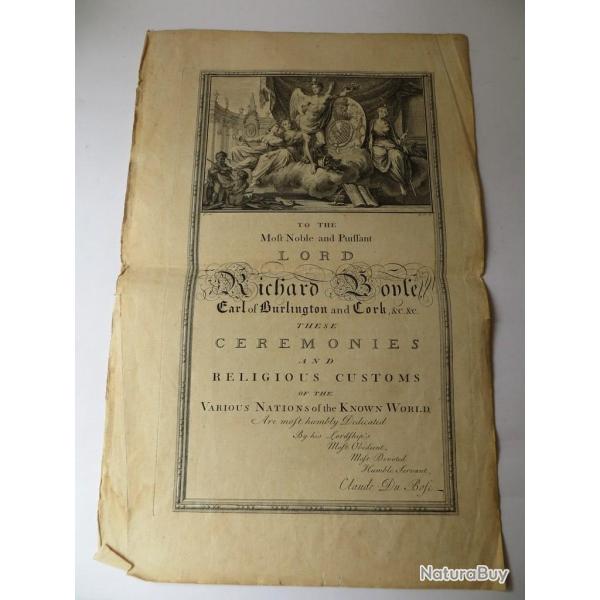 TO THE
Moſt Noble and Puiſſant
LORD
Richard Boyle
Earl of Burlington and Cork, &c. &c.
THESE
CEREMONIES
AND
RELIGIOUS CUSTOMS
OF THE
VARIOUS NATIONS of the KNOWN WORLD,
Are moſt humbly Dedicated
By his Lordſhip's
Moſt Obedient,
Moſt Devoted
Humble Servant,
Claude Du Boſc
NaturaBuy